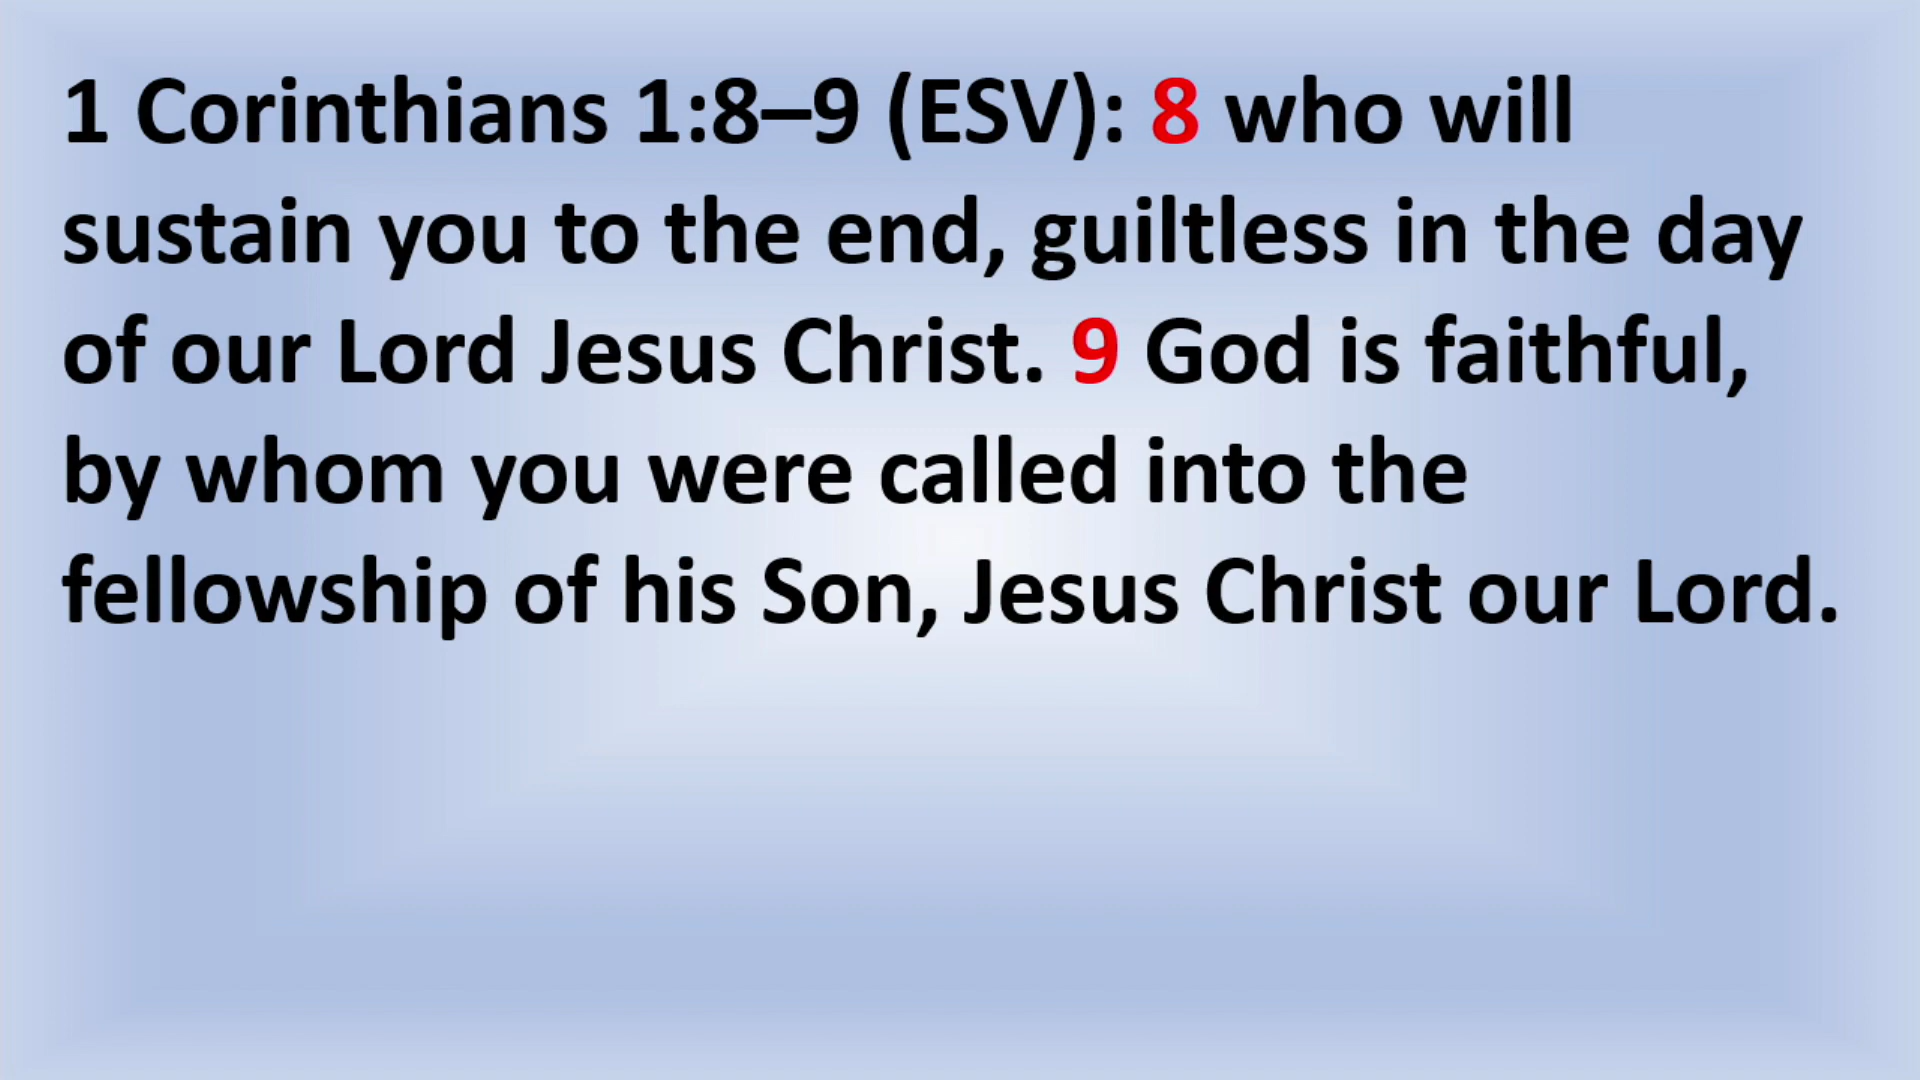 1 Corinthians 1:8–9 (ESV): 8 who will
sustain you to the end, guiltless in the day
of our Lord Jesus Christ. 9 God is faithful,
by whom you were called into the
fellowship of his Son, Jesus Christ our Lord.